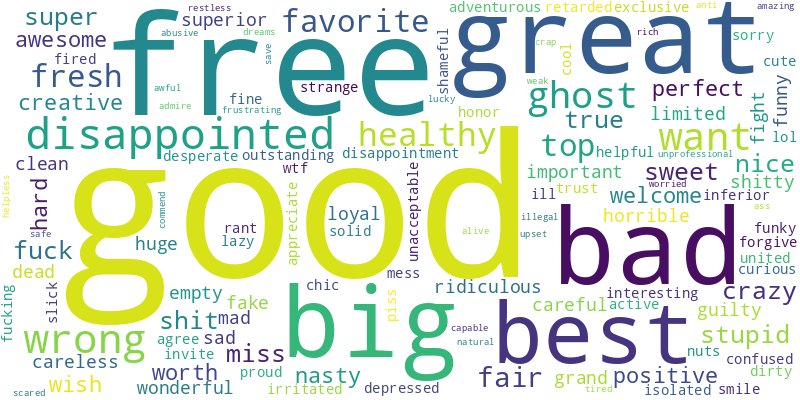 restless
adventurous retarded exclusive anti amazing
super abusive dreams superior favorite great rich sorry
awesome free shameful crap cool
fired save cute
fresh strange weak ghost perfect funny
awful
creative admire fine lucky honor true limited fight
frustrating
disappointed healthy top want lol
desperate outstanding disappointment helpful unprofessional nice
clean wtf important sweet shitty
helpless good worried
hard commend appreciate unacceptable ill trust welcome inferior
loyal horrible ass
safe rant solid alive illegal bad funky
fuck huge lazy upset forgive
united
dead mess curious
slick chic ridiculous
empty big interesting crazy
fucking fake piss careful active guilty
shit mad capable best
wrong agree sad natural stupid
invite miss nuts
careless confused
worth proud nasty fair grand positive dirty
wish wonderful irritated depressed tired isolated smile
scared